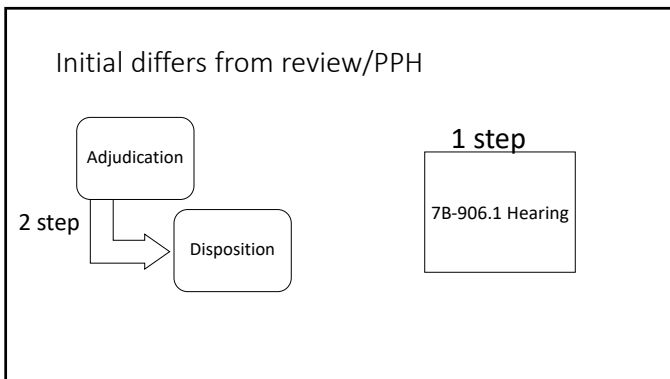 Initial differs from review/PPH
Adjudication
2 step
Disposition
1 step
7B-906.1 Hearing